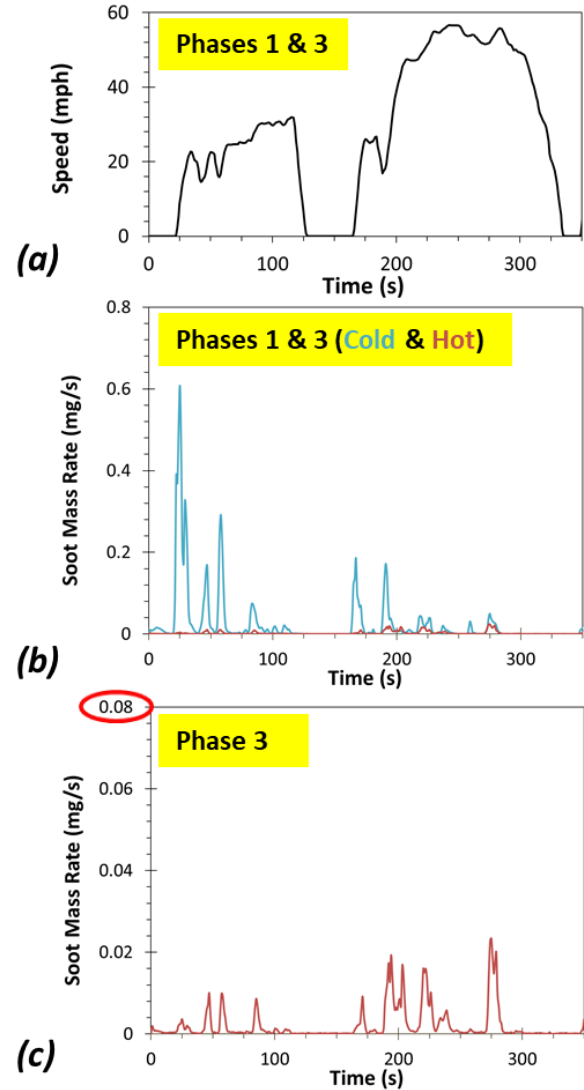 60
40
20
0
Speed (mph)
Phases 1 & 3
0 100 200 300
Time (s)
(a)
0.8
0.6
0.4
0.2
0
Soot Mass Rate (mg/s)
Phases 1 & 3 (Cold & Hot)
0 100 200 300
Time (s)
(b)
0.08
0.06
0.04
0.02
0
Soot Mass Rate (mg/s)
Phase 3
0 100 200 300
Time (s)
(c)